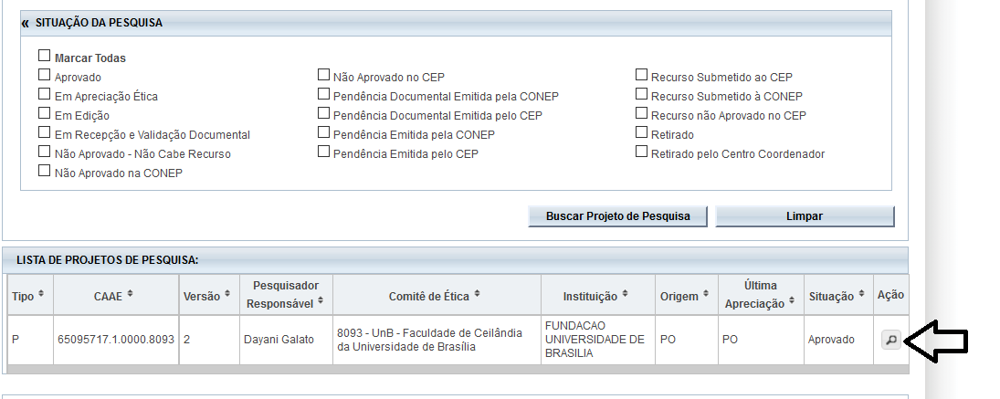 « SITUAÇÃO DA PESQUISA
Marcar Todas
Aprovado
Em Apreciação Ética
Em Edição
Em Recepção e Validação Documental
Não Aprovado - Não Cabe Recurso
Não Aprovado na CONEP
Não Aprovado no CEP
Pendência Documental Emitida pela CONEP
Pendência Documental Emitida pelo CEP
Pendência Emitida pela CONEP
Pendência Emitida pelo CEP
Recurso Submetido ao CEP
Recurso Submetido à CONEP
Recurso não Aprovado no CEP
Retirado
Retirado pelo Centro Coordenador
Buscar Projeto de Pesquisa
Limpar
LISTA DE PROJETOS DE PESQUISA:
Tipo
CAAE
Versão
Pesquisador
Responsável
Comitê de Ética
Instituição
Origem
Última
Apreciação
Situação
Ação
P
65095717.1.0000.8093
2
Dayani Galato
8093 - UnB - Faculdade de Ceilândia
da Universidade de Brasília
FUNDACAO
UNIVERSIDADE DE
BRASILIA
PO
PO
Aprovado